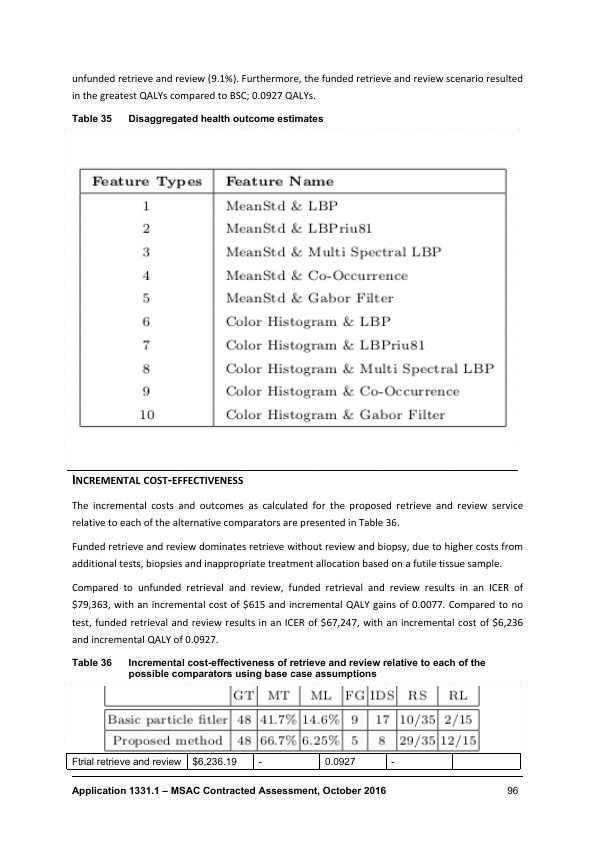 unfunded retrieve and review (9.1%). Furthermore, the funded retrieve and review scenario resulted
in the greatest QALYs compared to BSC; 0.0927 QALYs.
Table 35 Disaggregated health outcome estimates
Feature Types Feature Name
1 MeanStd & LBP
2 MeanStd & LBPriu81
3 MeanStd & Multi Spectral LBP
4 MeanStd & Co-Occurrence
5 MeanStd & Gabor Filter
6 Color Histogram & LBP
7 Color Histogram & LBPriu81
8 Color Histogram & Multi Spectral LBP
9 Color Histogram & Co-Occurrence
10 Color Histogram & Gabor Filter
INCREMENTAL COST-EFFECTIVENESS
The incremental costs and outcomes as calculated for the proposed retrieve and review service
relative to each of the alternative comparators are presented in Table 36.
Funded retrieve and review dominates retrieve without review and biopsy, due to higher costs from
additional tests, biopsies and inappropriate treatment allocation based on a futile tissue sample.
Compared to unfunded retrieval and review, funded retrieval and review results in an ICER of
$79,363, with an incremental cost of $615 and incremental QALY gains of 0.0077. Compared to no
test, funded retrieval and review results in an ICER of $67,247, with an incremental cost of $6,236
and incremental QALY of 0.0927.
Table 36 Incremental cost-effectiveness of retrieve and review relative to each of the
possible comparators using base case assumptions
GT MT ML FG IDS RS RL
Basic particle fitler 48 41.7% 14.6% 9 17 10/35 2/15
Proposed method 48 66.7% 6.25% 5 8 29/35 12/15
Ftrial retrieve and review $6,236.19 - 0.0927 -
Application 1331.1 – MSAC Contracted Assessment, October 2016 96